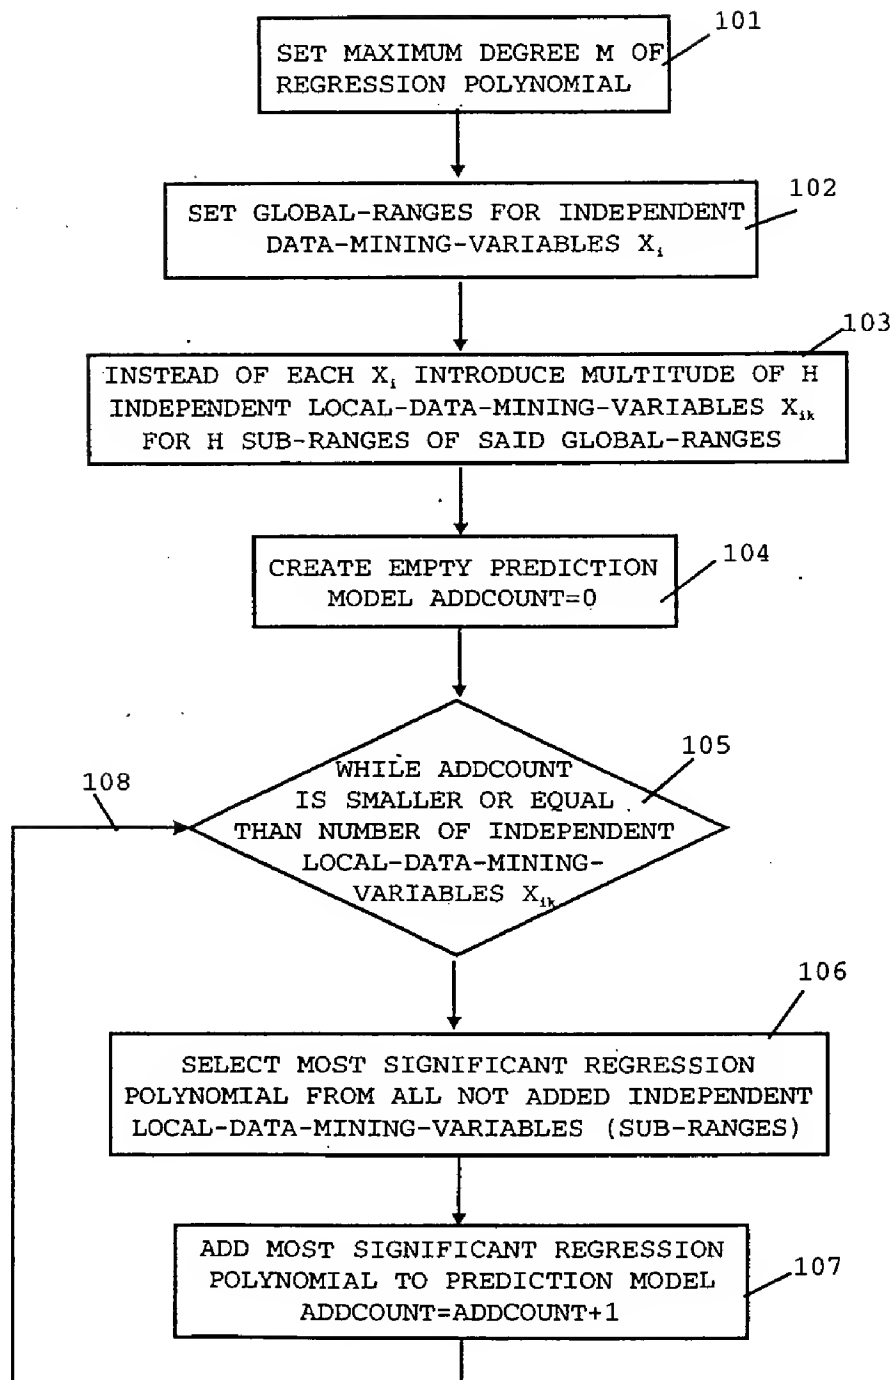 101
SET MAXIMUM DEGREE M OF
REGRESSION POLYNOMIAL
102
SET GLOBAL-RANGES FOR INDEPENDENT
DATA-MINING-VARIABLES Xi
103
INSTEAD OF EACH Xi INTRODUCE MULTITUDE OF H
INDEPENDENT LOCAL-DATA-MINING-VARIABLES Xik
FOR H SUB-RANGES OF SAID GLOBAL-RANGES
CREATE EMPTY PREDICTION
MODEL ADDCOUNT=0
104
105
108
WHILE ADDCOUNT
IS SMALLER OR EQUAL
THAN NUMBER OF INDEPENDENT
LOCAL-DATA-MINING-
VARIABLES Xik
106
SELECT MOST SIGNIFICANT REGRESSION
POLYNOMIAL FROM ALL NOT ADDED INDEPENDENT
LOCAL-DATA-MINING-VARIABLES (SUB-RANGES)
ADD MOST SIGNIFICANT REGRESSION
POLYNOMIAL TO PREDICTION MODEL
ADDCOUNT=ADDCOUNT+1
107